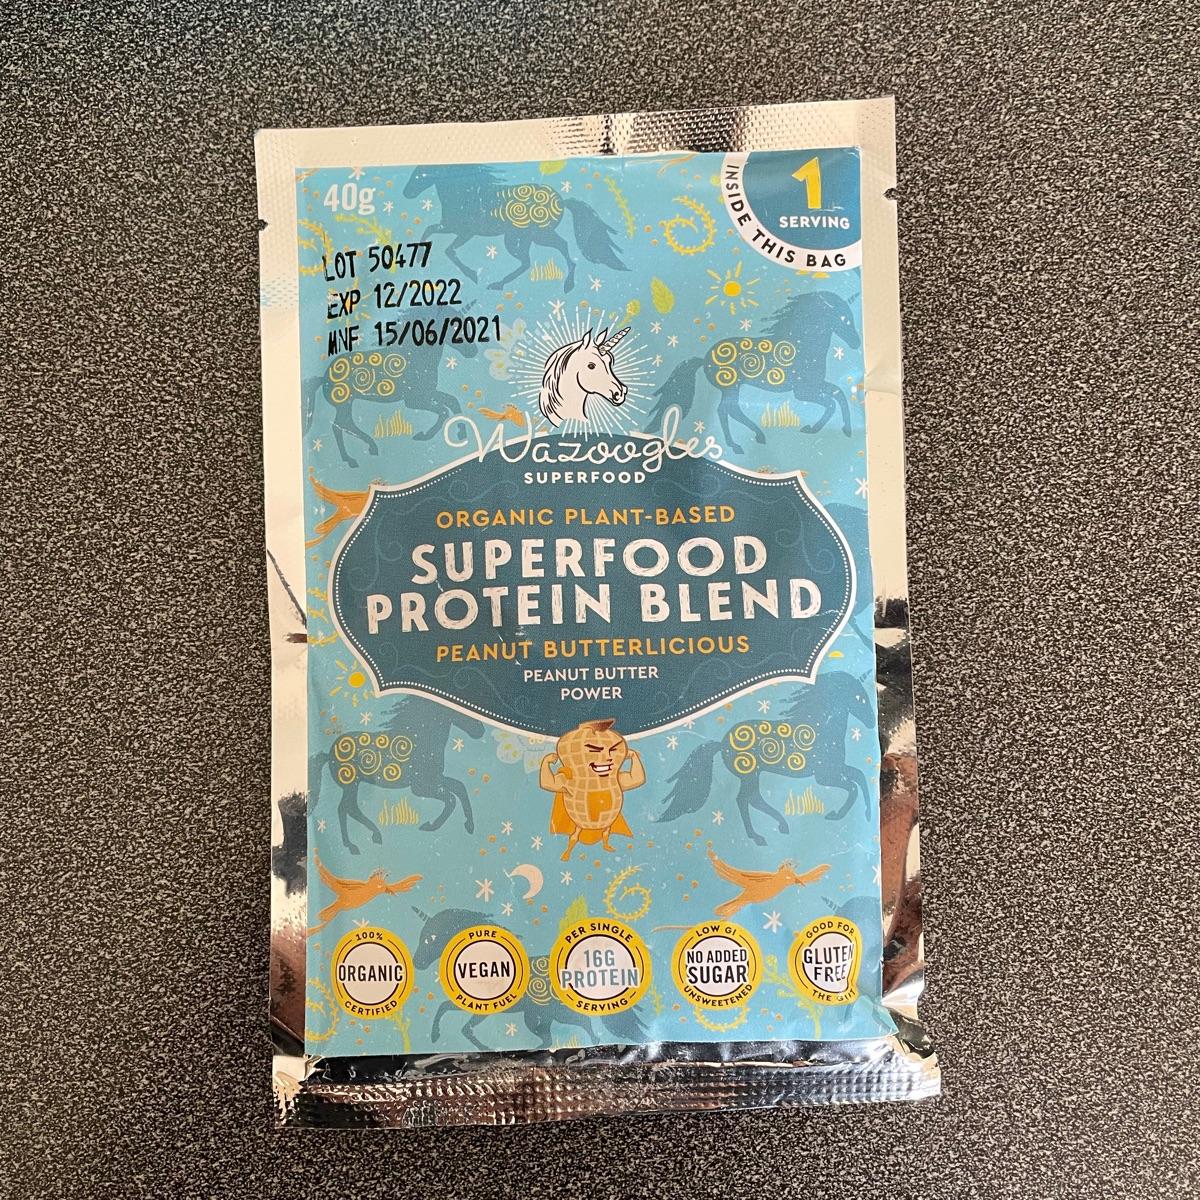 40g
1
SERVING
INSIDE THIS BAG
LOT 50477
EXP 12/2022
MNF 15/06/2021
Wazoogles
SUPERFOOD
ORGANIC PLANT-BASED
SUPERFOOD
PROTEIN BLEND
PEANUT BUTTERLICIOUS
PEANUT BUTTER
POWER
P
100%
ORGANIC
CERTIFIED
PURE
VEGAN
PLANT FUEL
PER SINGLE
16G
PROTEIN
SERVING
LOW GI
NO ADDED
SUGAR
UNSWEETENED
GOOD FOR
GLUTEN
FREE
THE GUT